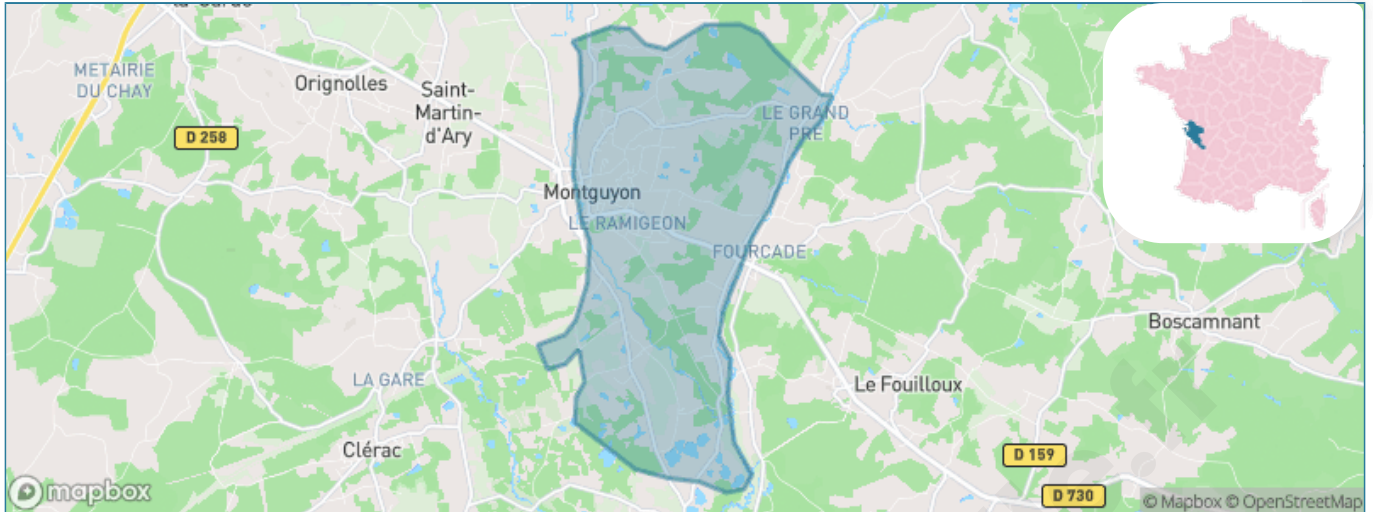 METAIRIE
DU CHAY
Orignolles
Saint-
Martin-
d'Ary
D 258
LE GRAND
PRÉ
Montguyon
LE RAMIGEON
FOURCADE
Boscamnant
LA GARE
Le Fouilloux
Clérac
D 159
D 730
mapbox
© Mapbox © OpenStreetMap